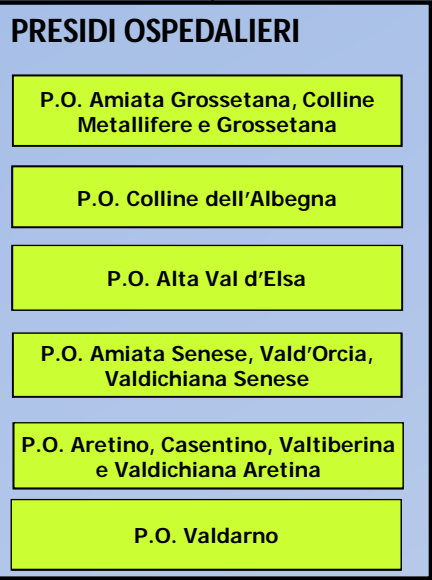 PRESIDI OSPEDALIERI
P.O. Amiata Grossetana, Colline
Metallifere e Grossetana
P.O. Colline dell'Albegna
P.O. Alta Val d'Elsa
P.O. Amiata Senese, Vald'Orcia,
Valdichiana Senese
P.O. Aretino, Casentino, Valtiberina
e Valdichiana Aretina
P.O. Valdarno